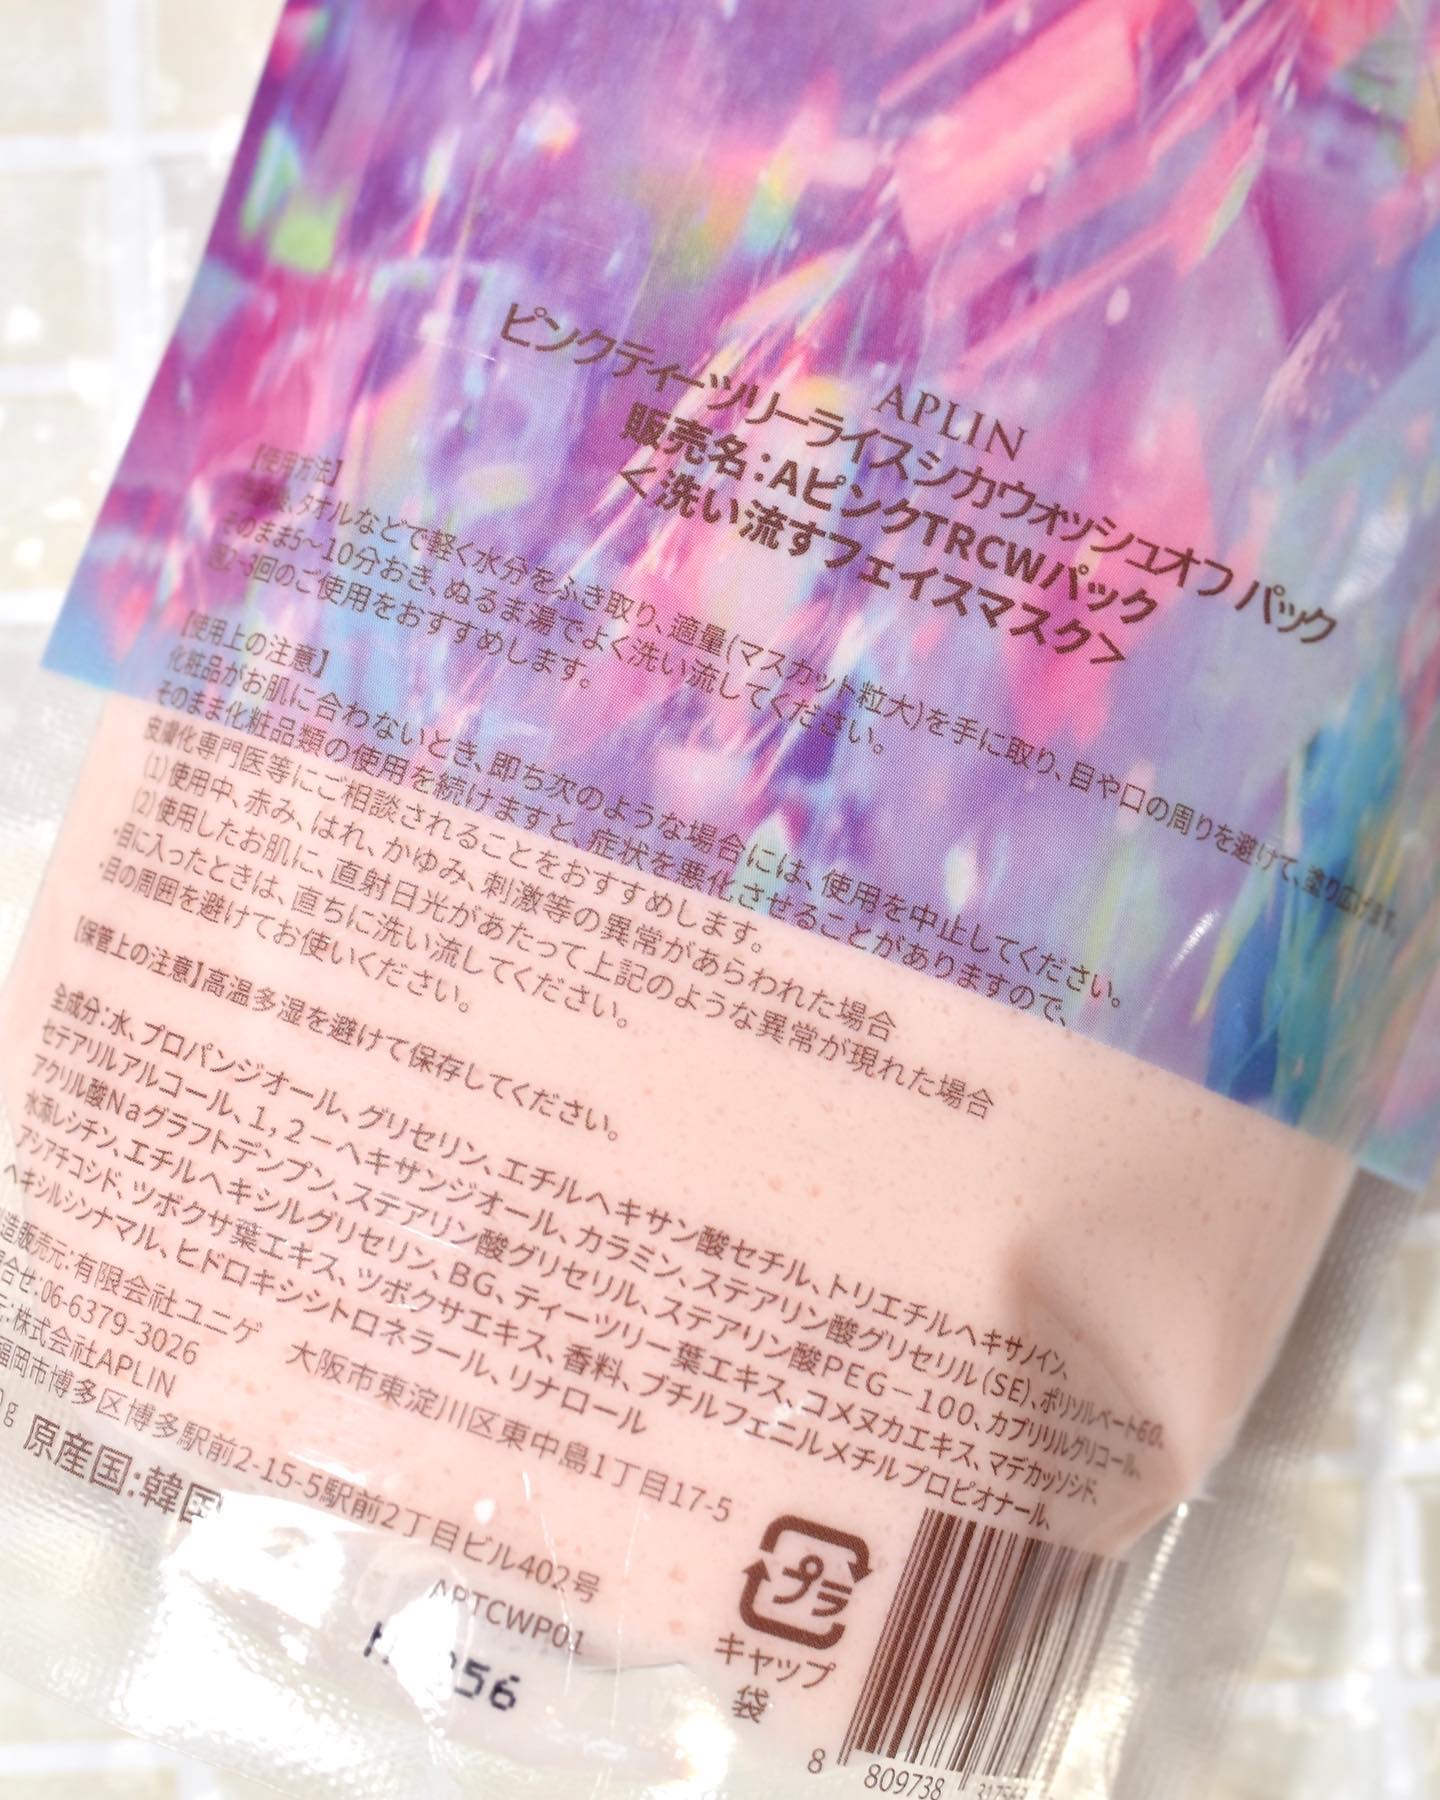 APLIN
ピンクティーツリーライスシカウォッシュオフ パック
販売名：AピンクTRCWパック
＜洗い流すフェイスマスク＞
【使用方法】
タオルなどで軽く水分をふき取り、適量(マスカット粒大)を手に取り、目や口の周りを避けて、塗り広げます。
そのまま5～10分おき、ぬるま湯でよく洗い流してください。
回のご使用をおすすめします。
【使用上の注意】
化粧品がお肌に合わないとき、即ち次のような場合には、使用を中止してください。
そのまま化粧品類の使用を続けますと、症状を悪化させることがありますので、
皮膚化専門医等にご相談されることをおすすめします。
(1)使用中、赤み、はれ、かゆみ、刺激等の異常があらわれた場合
(2)使用したお肌に、直射日光があたって上記のような異常が現れた場合
・目に入ったときは、直ちに洗い流してください。
・目の周囲を避けてお使いください。
【保管上の注意】高温多湿を避けて保存してください。
全成分：水、プロパンジオール、グリセリン、エチルヘキサン酸セチル、トリエチルヘキサノイン、
セテアリルアルコール、1，2－ヘキサンジオール、カラミン、ステアリン酸グリセリル(SE)、ポリソルベート60、
アクリル酸Naグラフトデンプン、ステアリン酸グリセリル、ステアリン酸PEG－100、カプリリルグリコール、
水添レシチン、エチルヘキシルグリセリン、BG、ティーツリー葉エキス、コメヌカエキス、マデカッソシド、
アシアチコシド、ツボクサ葉エキス、ツボクサエキス、香料、ブチルフェニルメチルプロピオナール、
ヘキシルシンナマル、ヒドロキシシトロネラール、リナロール
造販売元：有限会社ユニゲ 大阪市東淀川区東中島1丁目17-5
合せ：06-6379-3026
株式会社APLIN
福岡市博多区博多駅前2-15-5駅前2丁目ビル402号
g 原産国：韓国
APTCWP01
56
プラ
キャップ
袋
8 809738